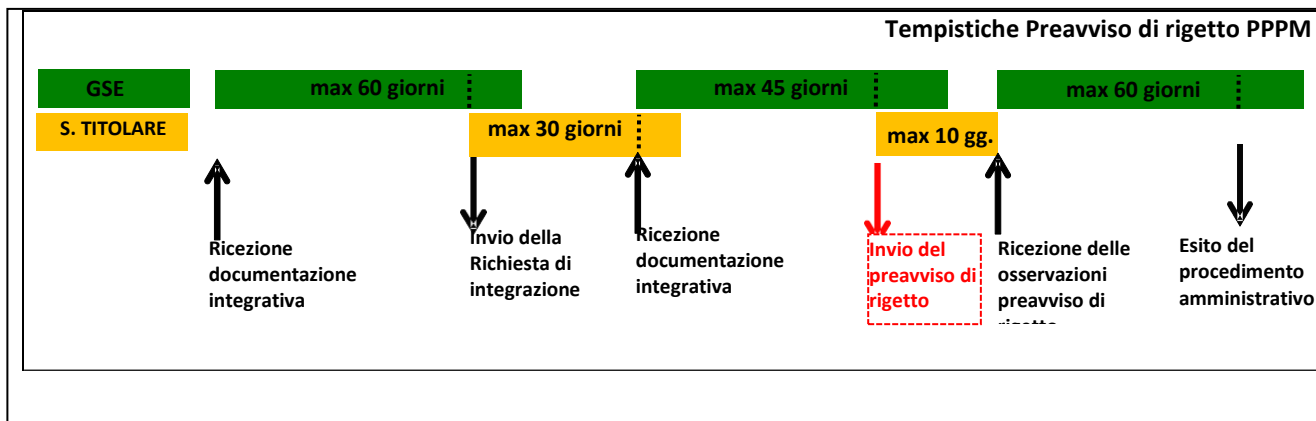 Tempistiche Preavviso di rigetto PPPM
GSE
max 60 giorni
max 45 giorni
max 60 giorni
S. TITOLARE
max 30 giorni
max 10 gg.
Ricezione
documentazione
integrativa
Invio della
Richiesta di
integrazione
Ricezione
documentazione
integrativa
Invio del
preavviso di
rigetto
Ricezione delle
osservazioni
preavviso di
rigetto
Esito del
procedimento
amministrativo